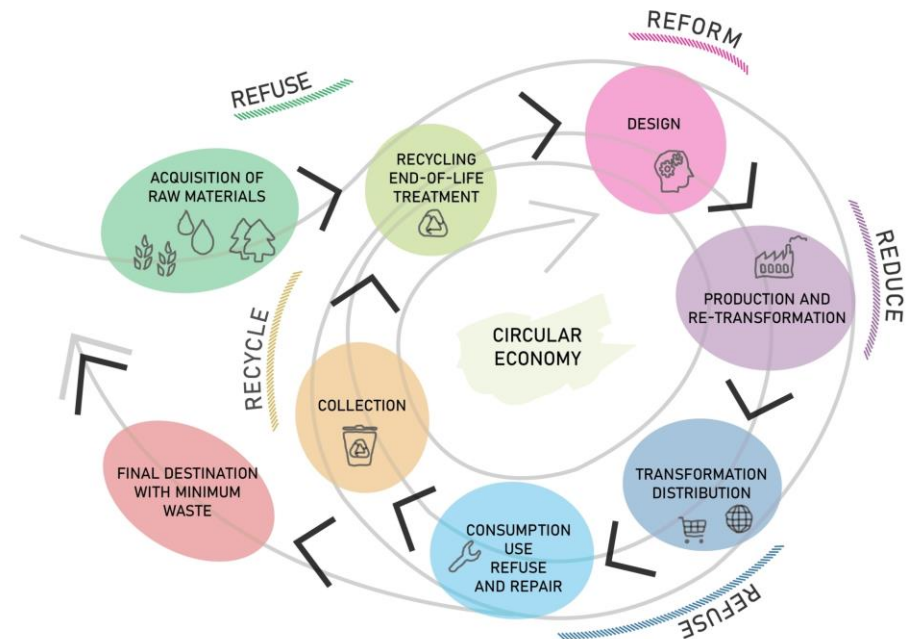 REFORM
REFUSE
DESIGN
RECYCLING
END-OF-LIFE
TREATMENT
ACQUISITION OF
RAW MATERIALS
REDUCE
PRODUCTION AND
RE-TRANSFORMATION
CIRCULAR
ECONOMY
RECYCLE
COLLECTION
FINAL DESTINATION
WITH MINIMUM
WASTE
TRANSFORMATION
DISTRIBUTION
CONSUMPTION
USE
REFUSE
AND REPAIR
REFUSE